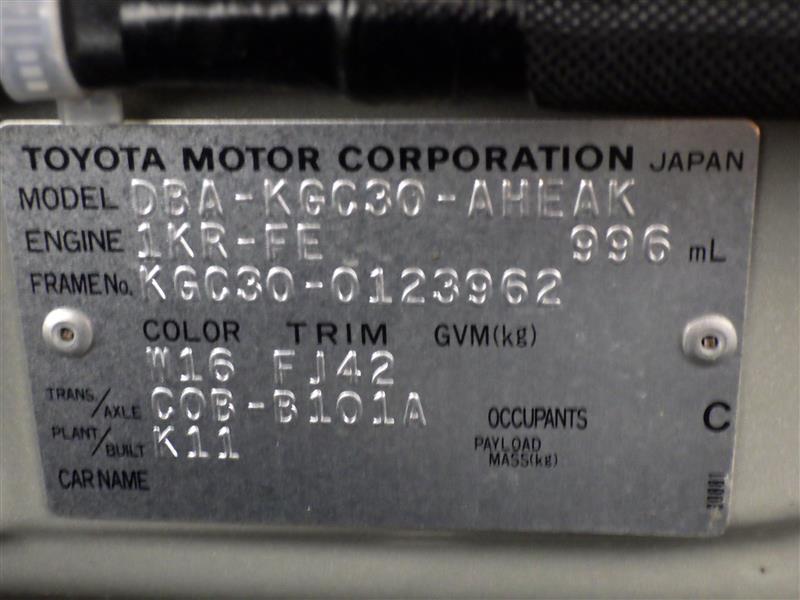 TOYOTA MOTOR CORPORATION JAPAN
MODEL DBA-KGC30-AHEAK
ENGINE 1KR-FE 996 mL
FRAME No. KGC30-0123962
COLOR TRIM GVM(kg)
W16 FJ42
TRANS./AXLE C0B-B101A
OCCUPANTS C
PLANT/BUILT K11
PAYLOAD MASS(kg)
CAR NAME